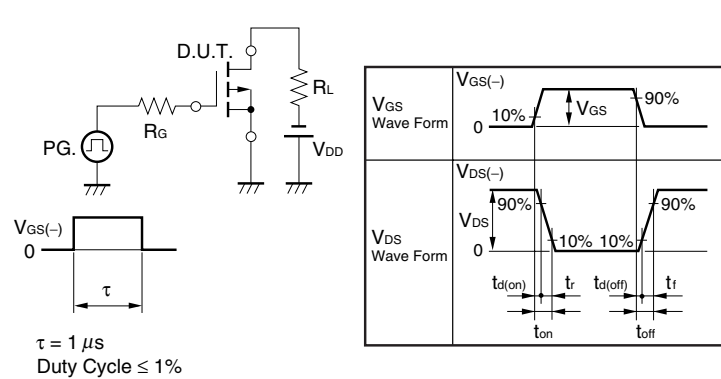 D.U.T.
RL
RG
PG.
VDD
VGS(−)
0
τ
τ = 1 μs
Duty Cycle ≤ 1%
VGS
Wave Form
VGS(−)
10%
0
VGS
90%
VDS
Wave Form
VDS(−)
90%
VDS
0
10% 10%
90%
td(on) tr td(off) tf
ton toff